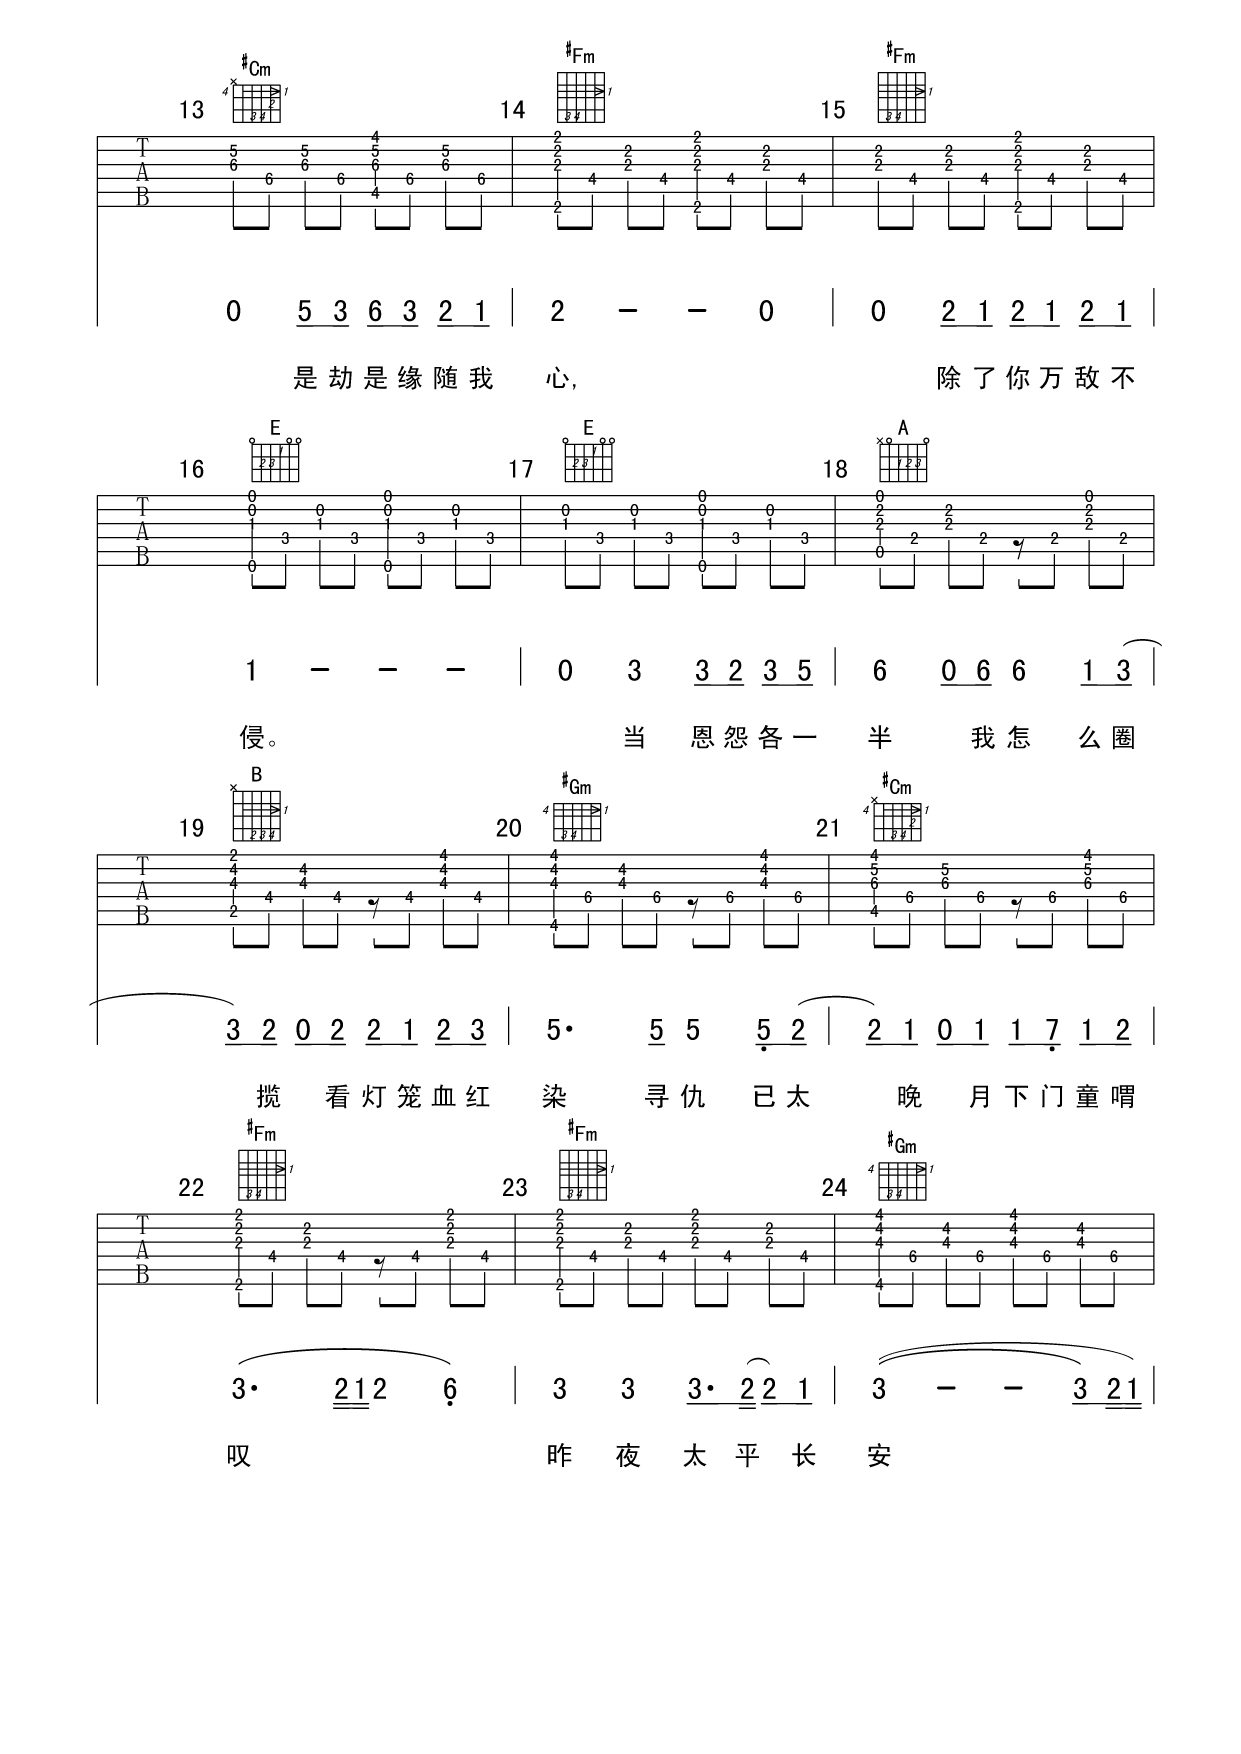 #Cm #Fm #Fm
13 14 15
0 5 3 6 3 2 1 2 - - 0 0 2 1 2 1 2 1
是劫是缘随我 心, 除了你万敌不
E E A
16 17 18
1 - - - 0 3 3 2 3 5 6 0 6 6 1 3
侵。 当 恩怨各一 半 我怎 么圈
B #Gm #Cm
19 20 21
3 2 0 2 2 1 2 3 5· 5 5 5 2 2 1 0 1 1 7 1 2
揽 看灯笼血红 染 寻仇 已太 晚 月下门童喟
#Fm #Fm #Gm
22 23 24
3· 2 1 2 6 3 3 3· 2 2 1 3 - - 3 2 1
叹 昨 夜 太 平 长 安